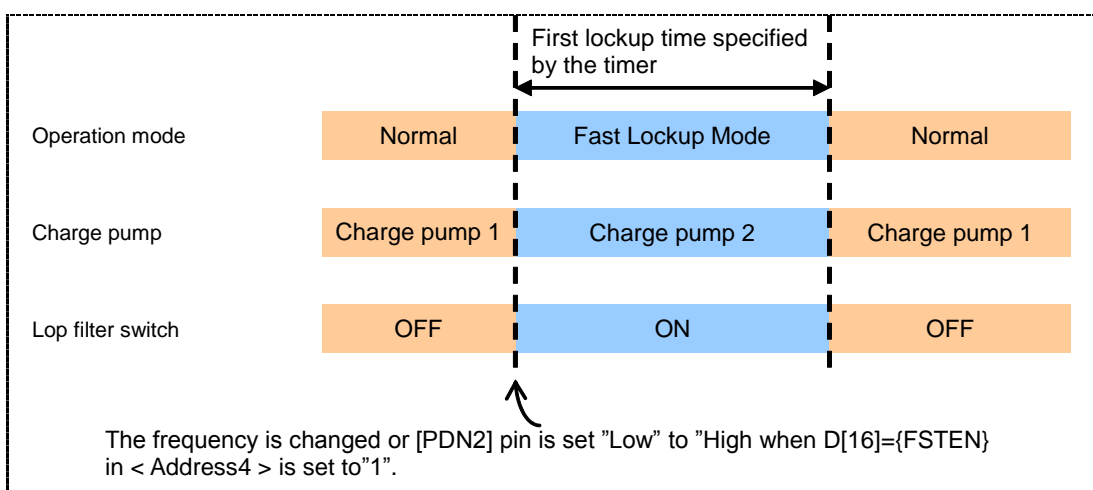 First lockup time specified
by the timer
Operation mode
Normal
Fast Lockup Mode
Normal
Charge pump
Charge pump 1
Charge pump 2
Charge pump 1
Lop filter switch
OFF
ON
OFF
The frequency is changed or [PDN2] pin is set ”Low” to ”High when D[16]={FSTEN}
in < Address4 > is set to”1”.